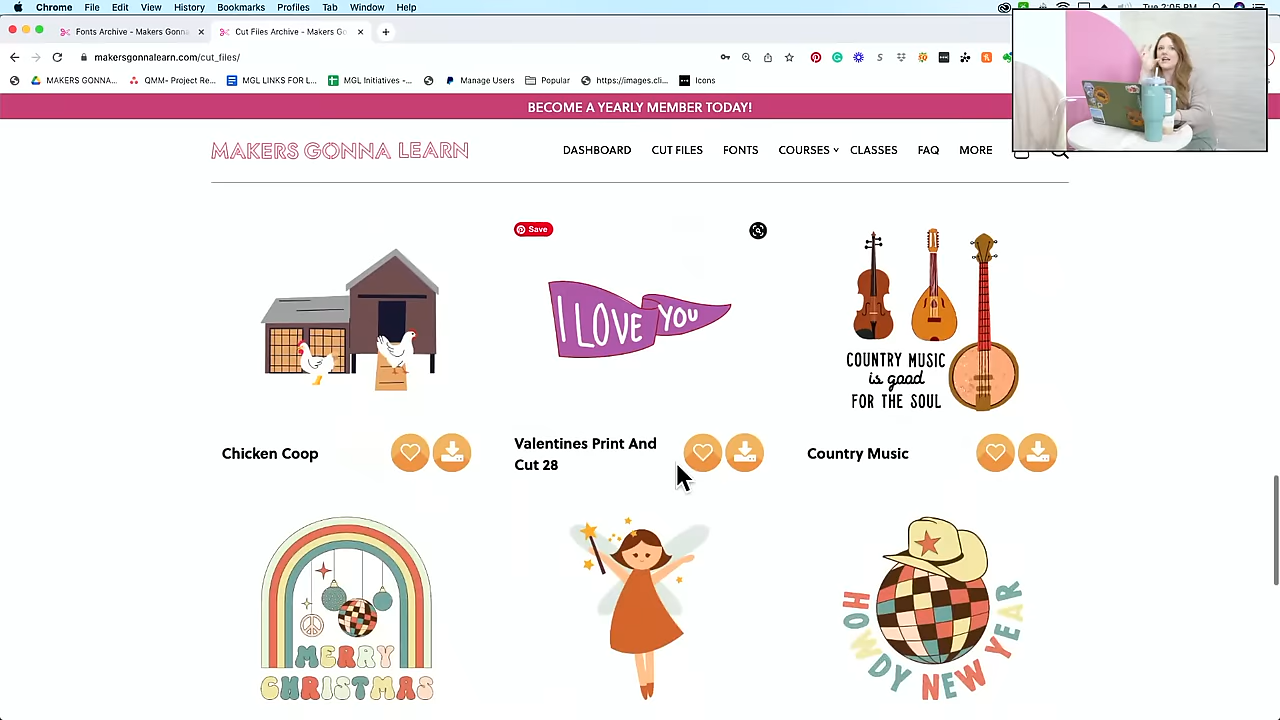 Chrome File Edit View History Bookmarks Profiles Tab Window Help
Fonts Archive - Makers Gonna
Cut Files Archive - Makers Go
makersgonnalearn.com/cut_files/
MAKERS GONNA... QMM- Project Re... MGL LINKS FOR L... MGL Initiatives -... Manage Users Popular https://images.cli... Icons
BECOME A YEARLY MEMBER TODAY!
MAKERS GONNA LEARN
DASHBOARD CUT FILES FONTS COURSES CLASSES FAQ MORE
Save
I LOVE YOU
COUNTRY MUSIC
is good
FOR THE SOUL
Chicken Coop
Valentines Print And
Cut 28
Country Music
MERRY
CHRISTMAS
HOWDY NEW YEAR